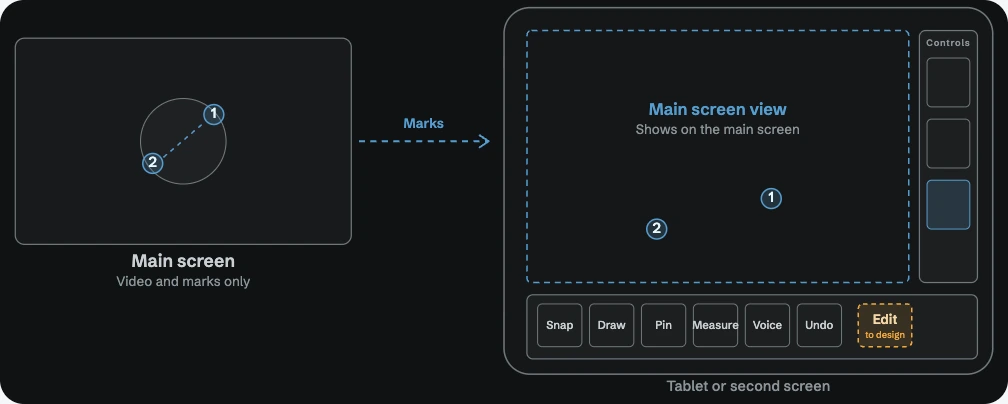 1
2
Main screen
Video and marks only
Marks
Main screen view
Shows on the main screen
1
2
Controls
Snap
Draw
Pin
Measure
Voice
Undo
Edit
to design
Tablet or second screen